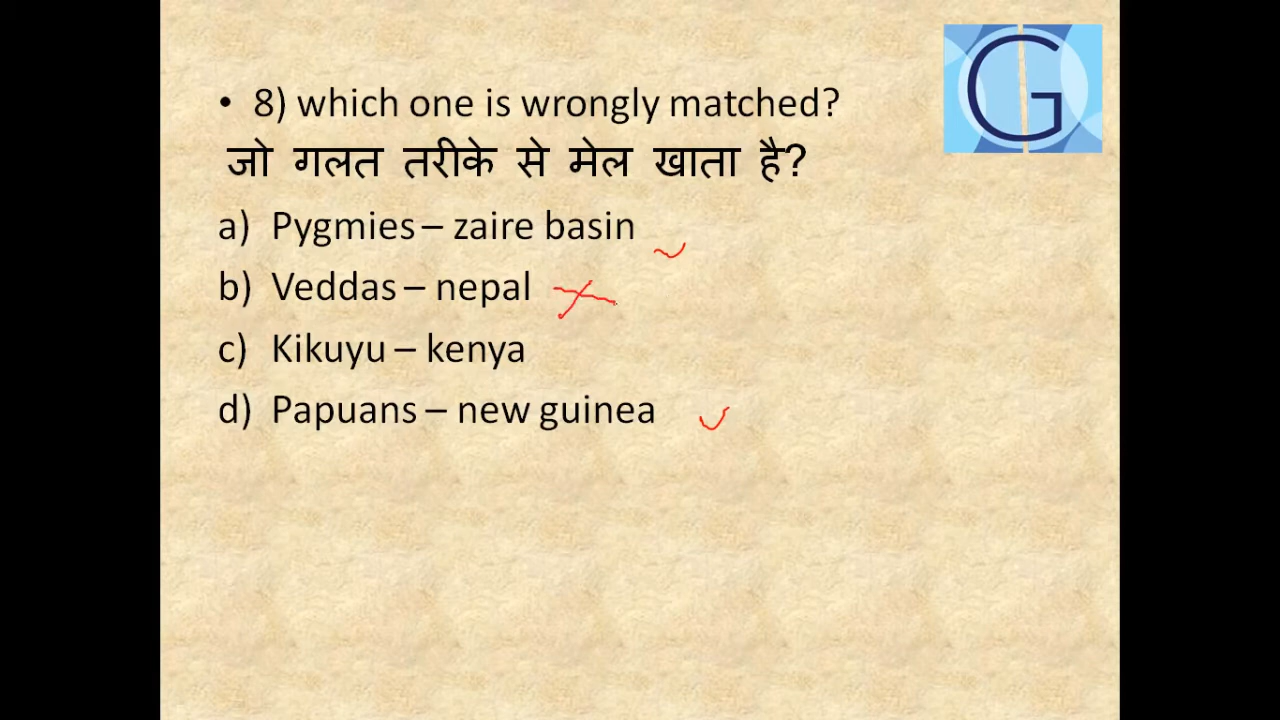 • 8) which one is wrongly matched?
जो गलत तरीके से मेल खाता है?
a) Pygmies – zaire basin
b) Veddas – nepal
c) Kikuyu – kenya
d) Papuans – new guinea
G